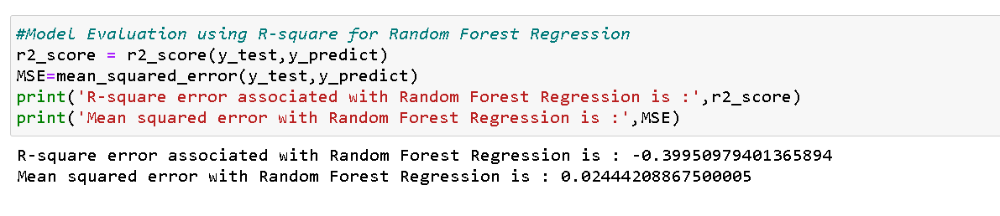 #Model Evaluation using R-square for Random Forest Regression
r2_score = r2_score(y_test,y_predict)
MSE=mean_squared_error(y_test,y_predict)
print('R-square error associated with Random Forest Regression is :',r2_score)
print('Mean squared error with Random Forest Regression is :',MSE)
R-square error associated with Random Forest Regression is : -0.39950979401365894
Mean squared error with Random Forest Regression is : 0.02444208867500005